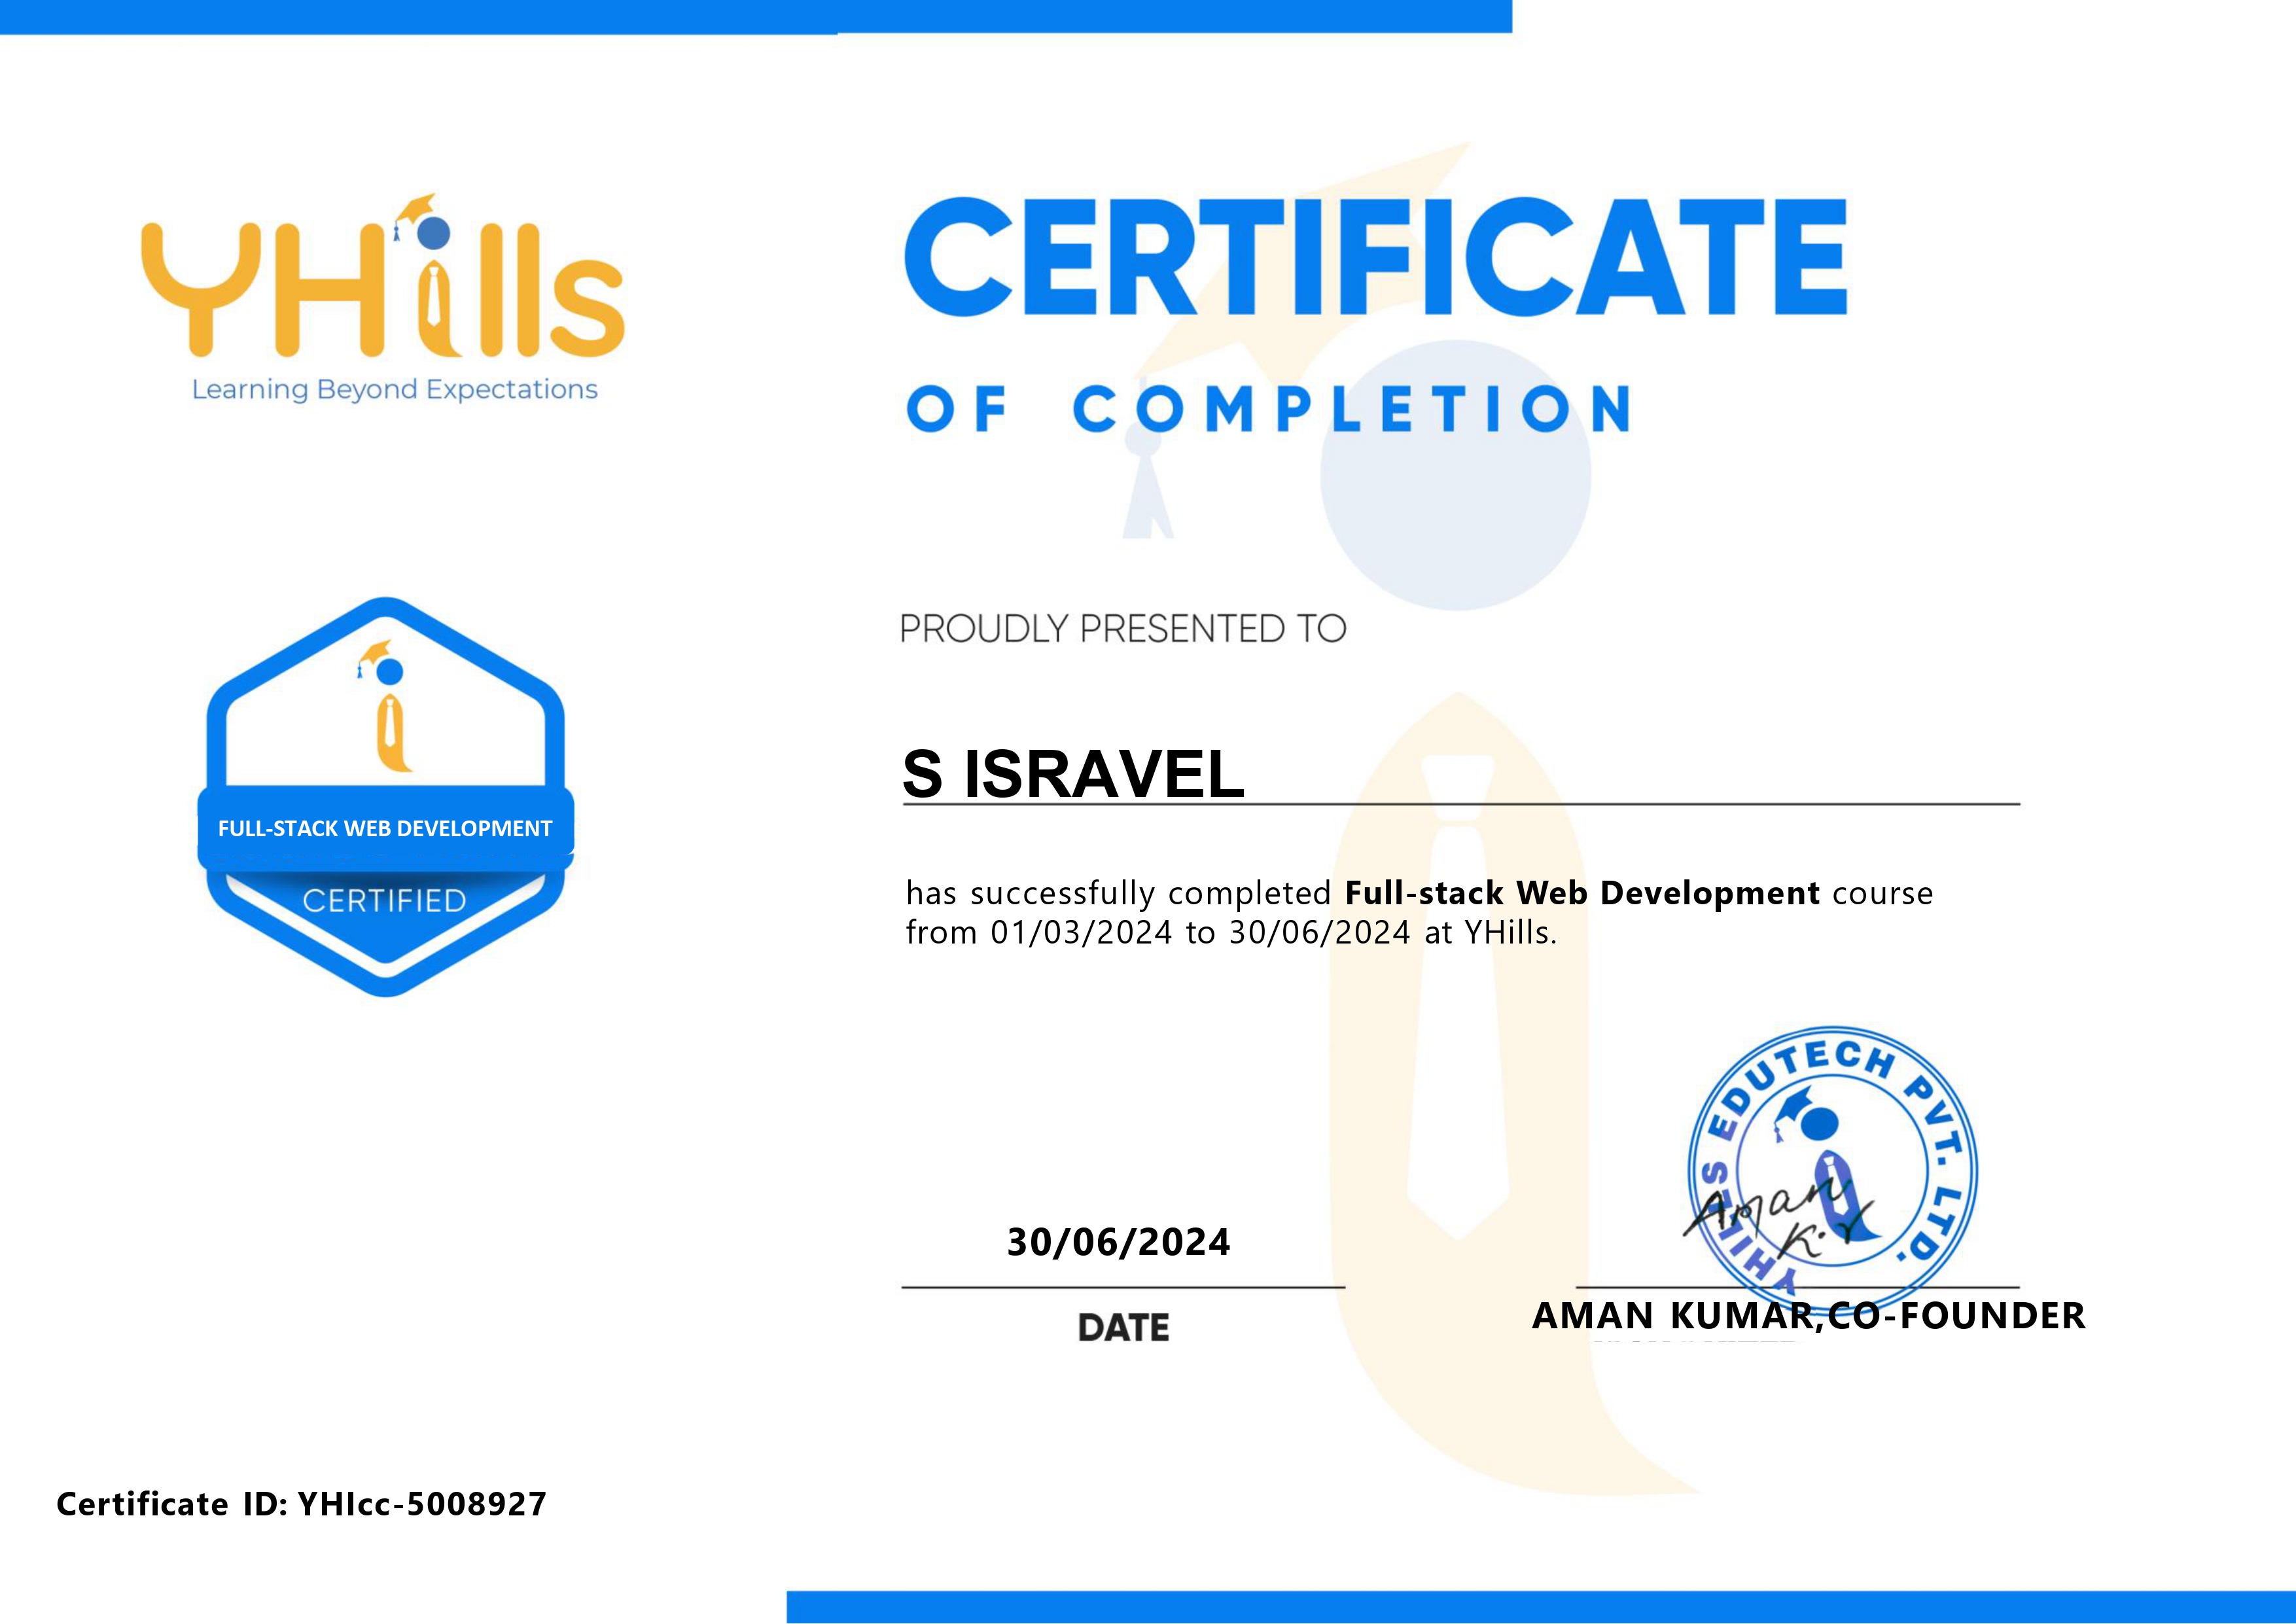 YHills
Learning Beyond Expectations
FULL-STACK WEB DEVELOPMENT
CERTIFIED
CERTIFICATE
OF COMPLETION
PROUDLY PRESENTED TO
S ISRAVEL
has successfully completed Full-stack Web Development course
from 01/03/2024 to 30/06/2024 at YHills.
30/06/2024
DATE
YHILLS EDUTECH PVT. LTD.
Aman
K.Y
AMAN KUMAR,CO-FOUNDER
Certificate ID: YHIcc-5008927